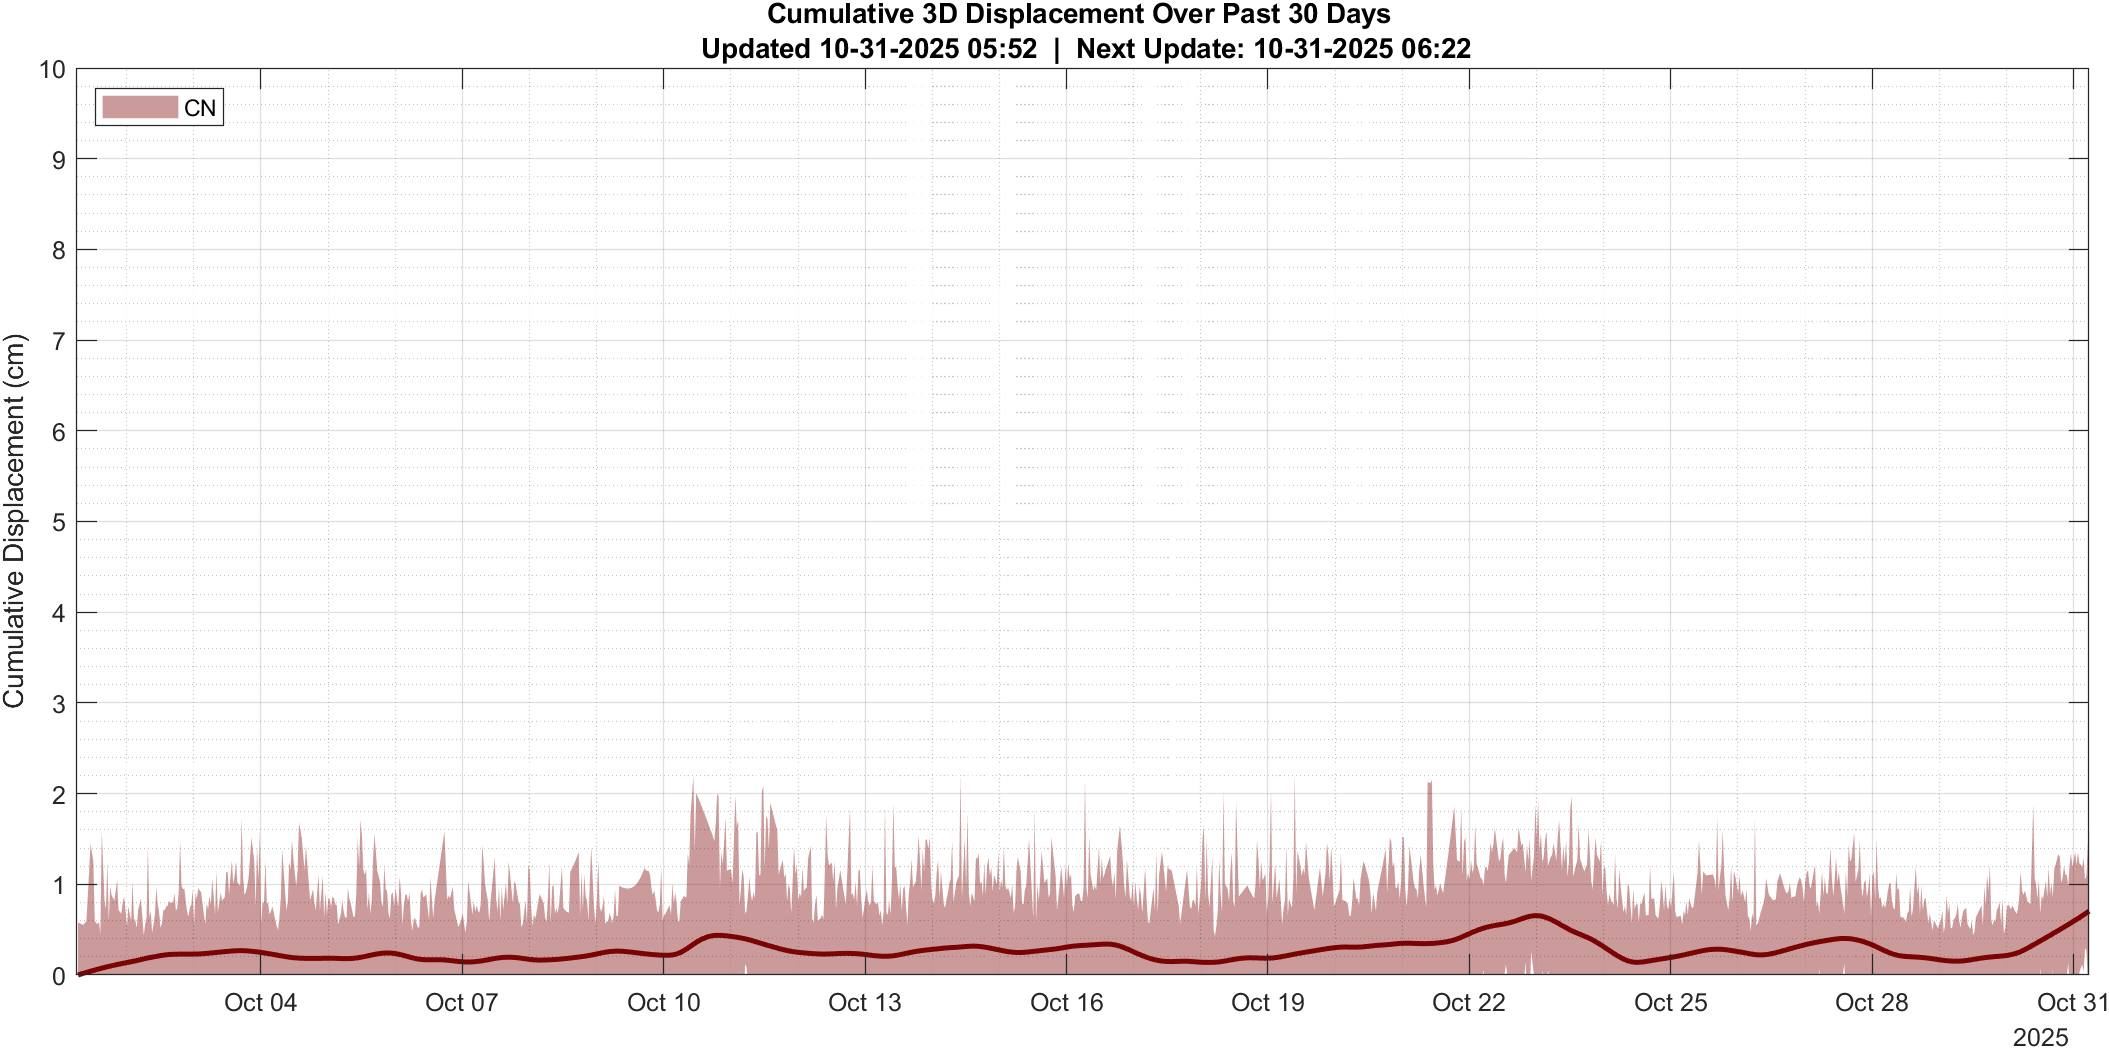 Cumulative 3D Displacement Over Past 30 Days
Updated 10-31-2025 05:52 | Next Update: 10-31-2025 06:22
CN
Cumulative Displacement (cm)
10
9
8
7
6
5
4
3
2
1
0
Oct 04 Oct 07 Oct 10 Oct 13 Oct 16 Oct 19 Oct 22 Oct 25 Oct 28 Oct 31
2025